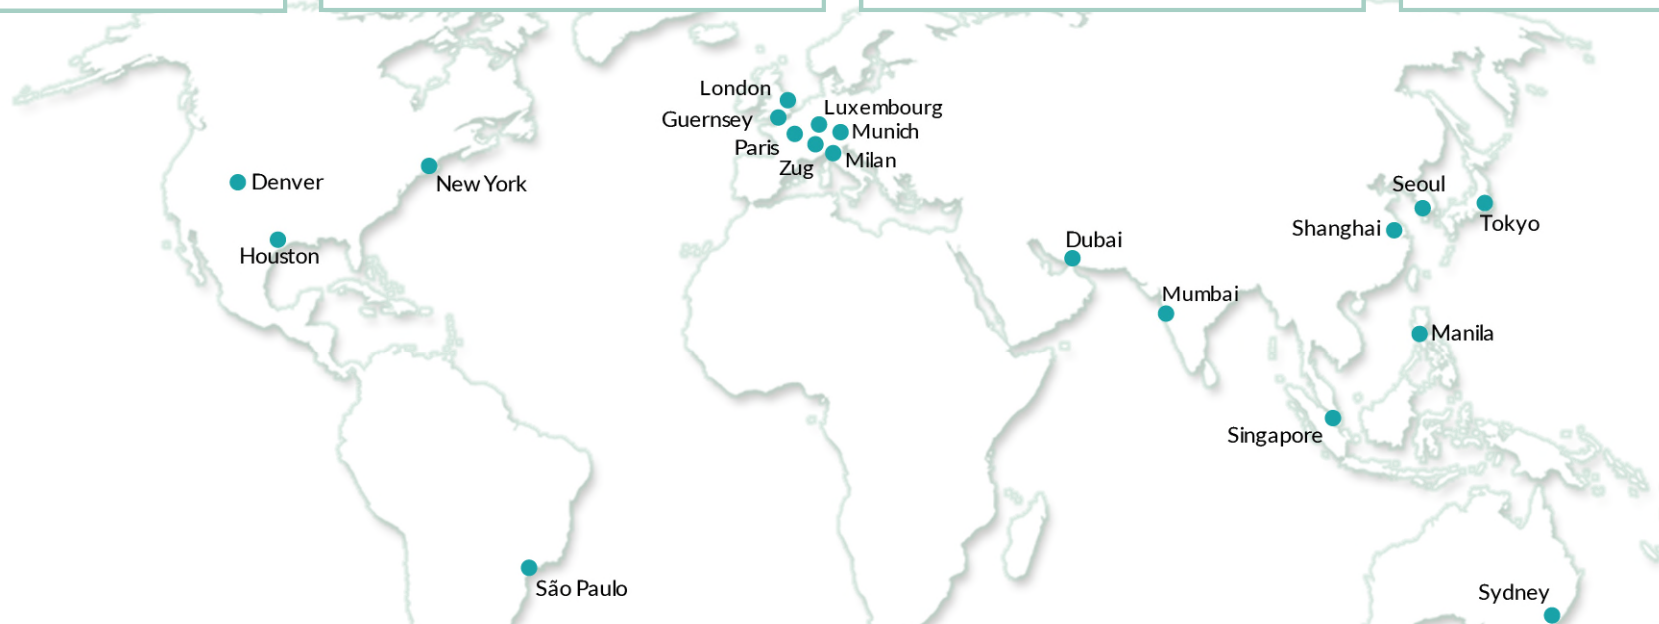 London
Luxembourg
Guernsey
Munich
Paris
Milan
Zug
Denver
New York
Seoul
Tokyo
Shanghai
Houston
Dubai
Mumbai
Manila
Singapore
São Paulo
Sydney